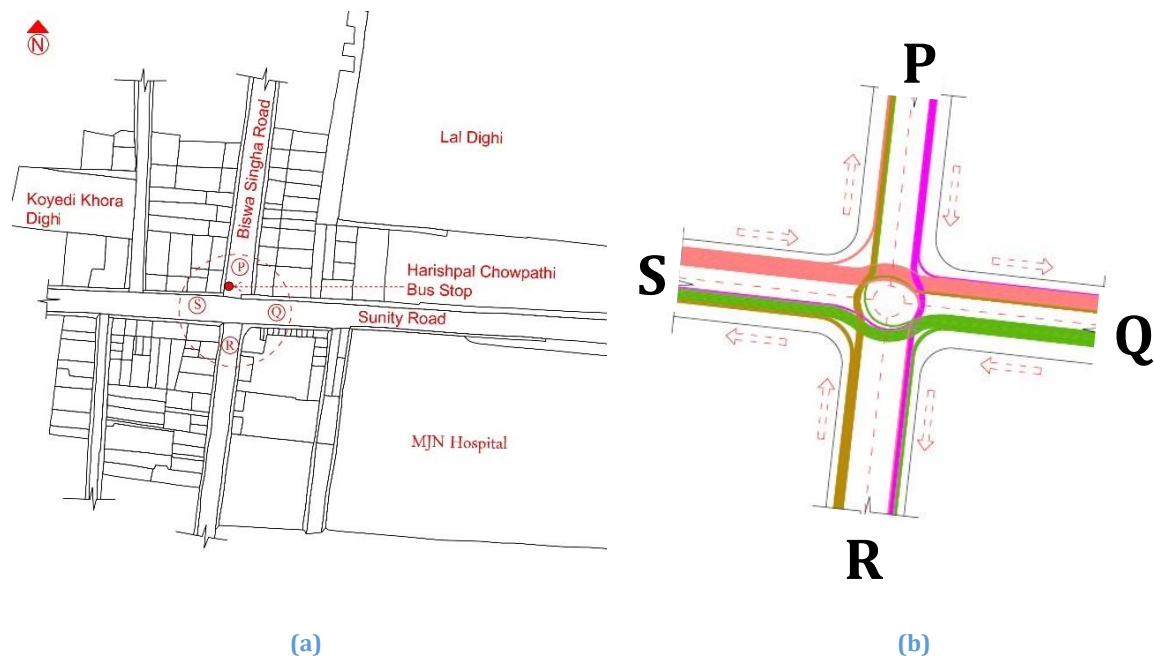 N
Lal Dighi
Biswa Singha Road
Koyedi Khora
Dighi
P
Harishpal Chowpathi
Bus Stop
S
Q
Sunity Road
R
MJN Hospital
(a)
P
S
Q
R
(b)